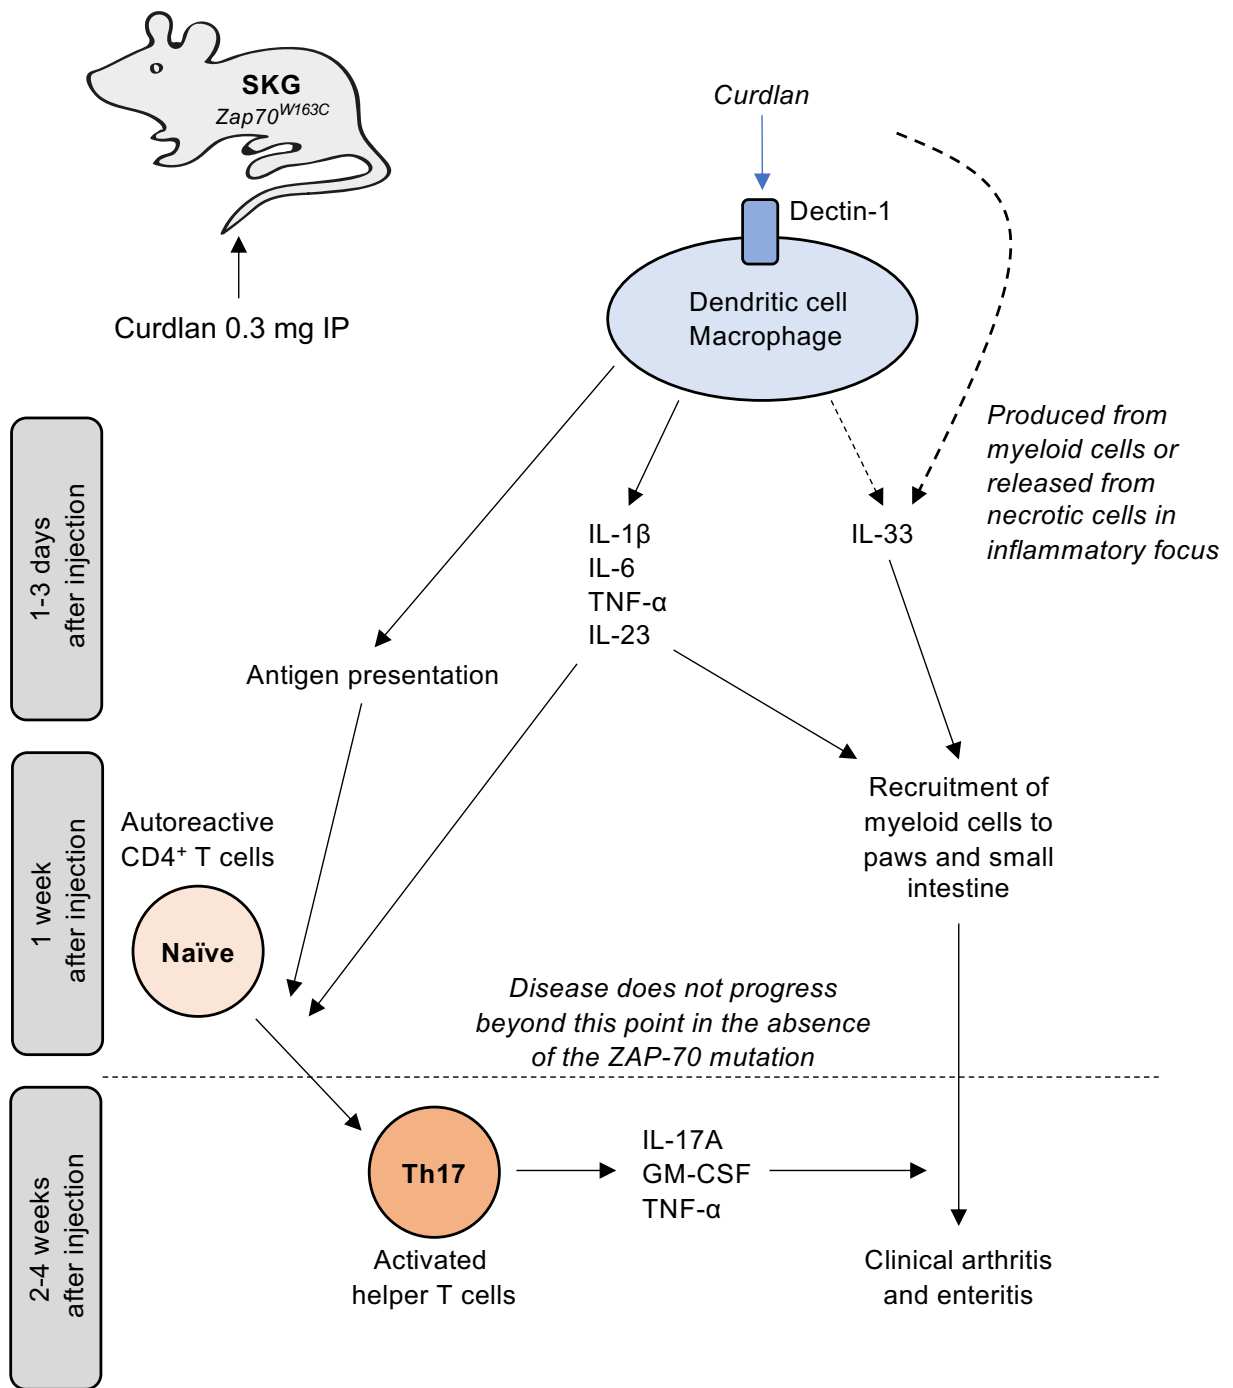 SKG
Zap70W163C
Curdlan 0.3 mg IP
Curdlan
Dectin-1
Dendritic cell
Macrophage
Produced from
myeloid cells or
released from
necrotic cells in
inflammatory focus
1-3 days
after injection
IL-1β
IL-6
TNF-α
IL-23
IL-33
Antigen presentation
1 week
after injection
Autoreactive
CD4+ T cells
Naïve
Recruitment of
myeloid cells to
paws and small
intestine
Disease does not progress
beyond this point in the absence
of the ZAP-70 mutation
2-4 weeks
after injection
Th17
Activated
helper T cells
IL-17A
GM-CSF
TNF-α
Clinical arthritis
and enteritis